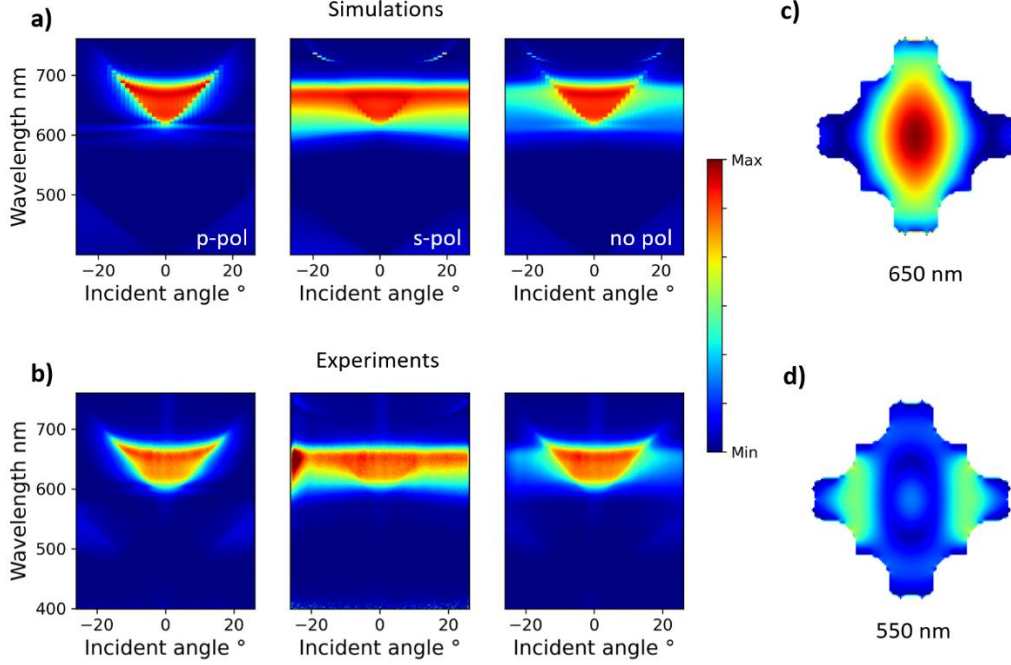 Simulations
a)
Wavelength nm
700
600
500
p-pol
s-pol
no pol
−20 0 20
−20 0 20
−20 0 20
Incident angle °
Incident angle °
Incident angle °
Max
Min
c)
650 nm
Experiments
b)
Wavelength nm
700
600
500
400
−20 0 20
−20 0 20
−20 0 20
Incident angle °
Incident angle °
Incident angle °
d)
550 nm